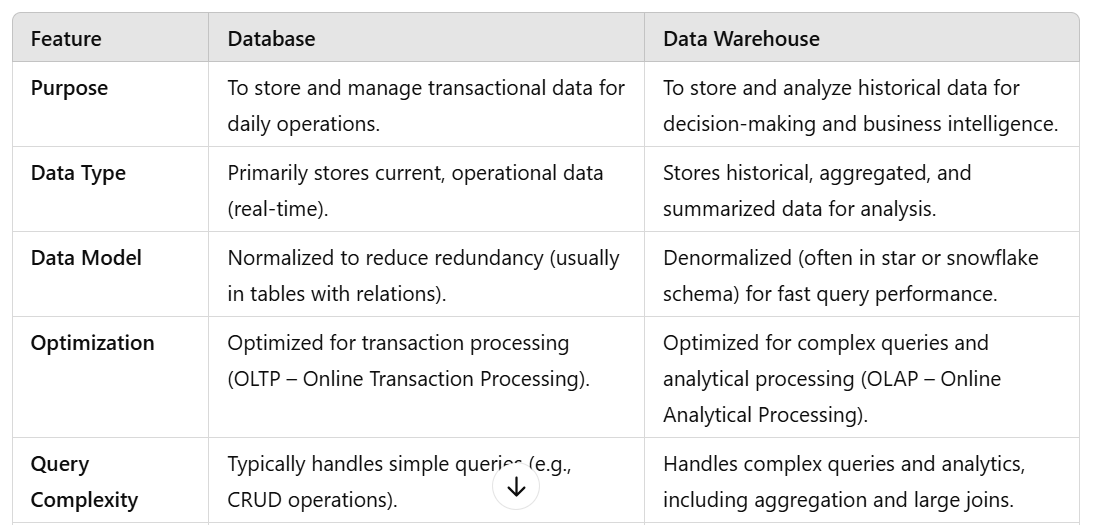 Feature Database Data Warehouse
Purpose To store and manage transactional data for To store and analyze historical data for
daily operations. decision-making and business intelligence.
Data Type Primarily stores current, operational data Stores historical, aggregated, and
(real-time). summarized data for analysis.
Data Model Normalized to reduce redundancy (usually Denormalized (often in star or snowflake
in tables with relations). schema) for fast query performance.
Optimization Optimized for transaction processing Optimized for complex queries and
(OLTP – Online Transaction Processing). analytical processing (OLAP – Online
Analytical Processing).
Query Typically handles simple queries (e.g., Handles complex queries and analytics,
Complexity CRUD operations). including aggregation and large joins.